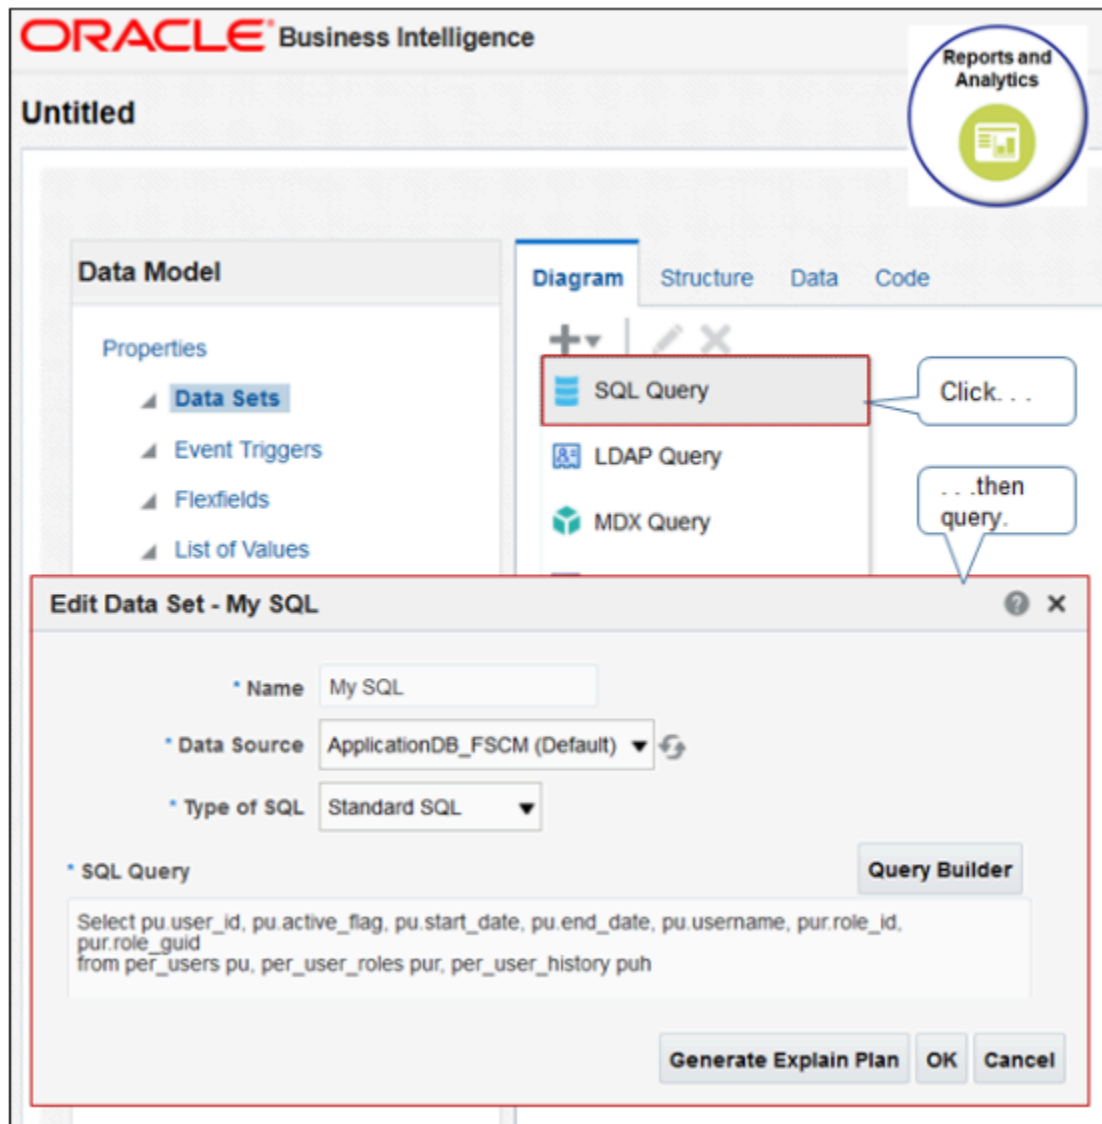 ORACLE Business Intelligence
Reports and
Analytics
Untitled
Data Model
Diagram Structure Data Code
Properties
Data Sets
SQL Query
Click. . .
Event Triggers
LDAP Query
. . .then
query.
Flexfields
MDX Query
List of Values
Edit Data Set - My SQL
* Name My SQL
* Data Source ApplicationDB_FSCM (Default)
* Type of SQL Standard SQL
* SQL Query
Query Builder
Select pu.user_id, pu.active_flag, pu.start_date, pu.end_date, pu.username, pur.role_id,
pur.role_guid
from per_users pu, per_user_roles pur, per_user_history puh
Generate Explain Plan OK Cancel